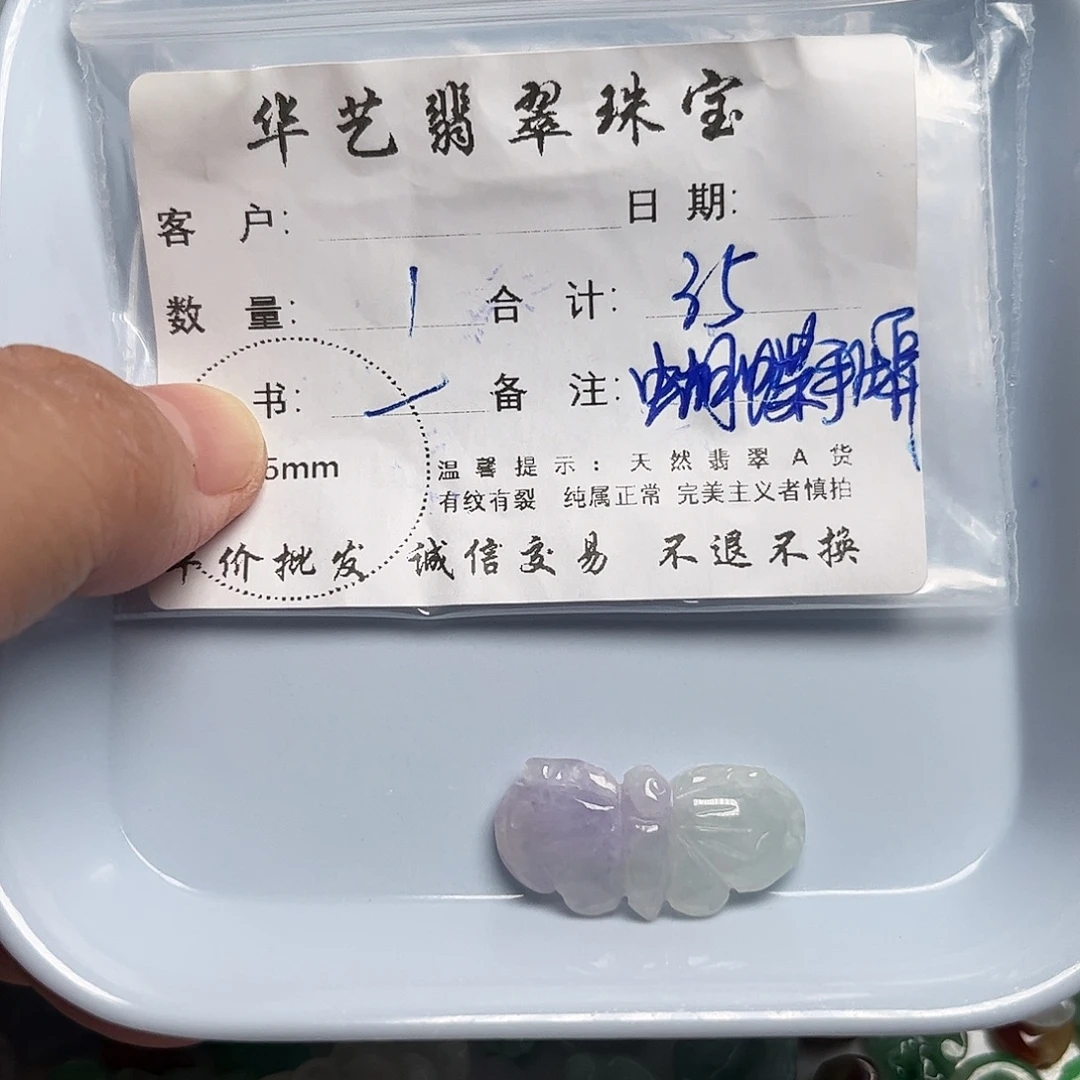 华艺翡翠珠宝
客 户: 日 期:
数 量: 1 合 计: 35
书: 一 备 注: 蝴蝶手
5mm 温馨提示:天然翡翠A货
有纹有裂 纯属正常 完美主义者慎拍
价批发 诚信交易 不退不换